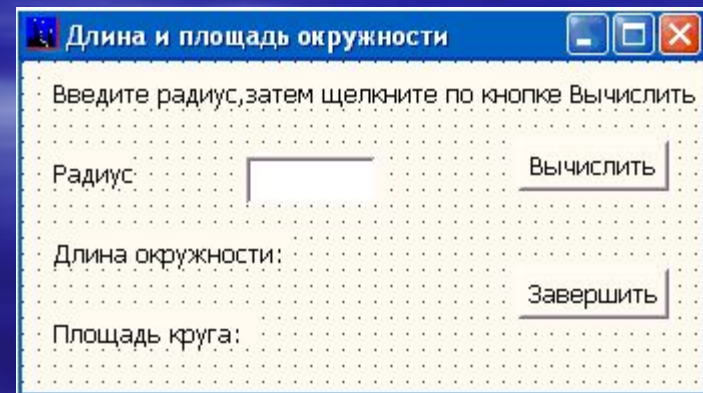 Длина и площадь окружности
Введите радиус,затем щелкните по кнопке Вычислить
Радиус
Вычислить
Длина окружности:
Завершить
Площадь круга: